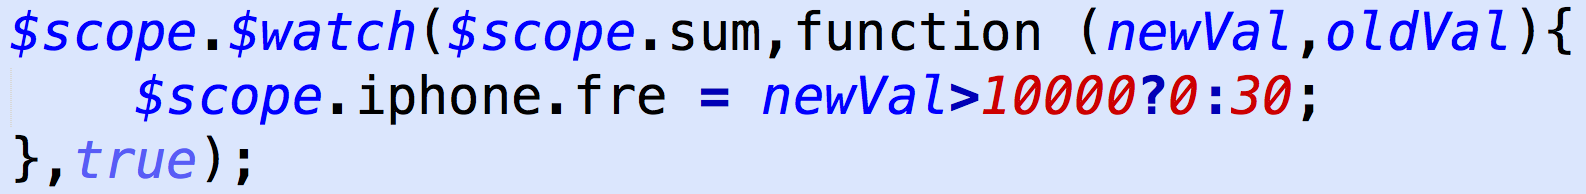 $scope.$watch($scope.sum,function (newVal,oldVal){
    $scope.iphone.fre = newVal>10000?0:30;
},true);